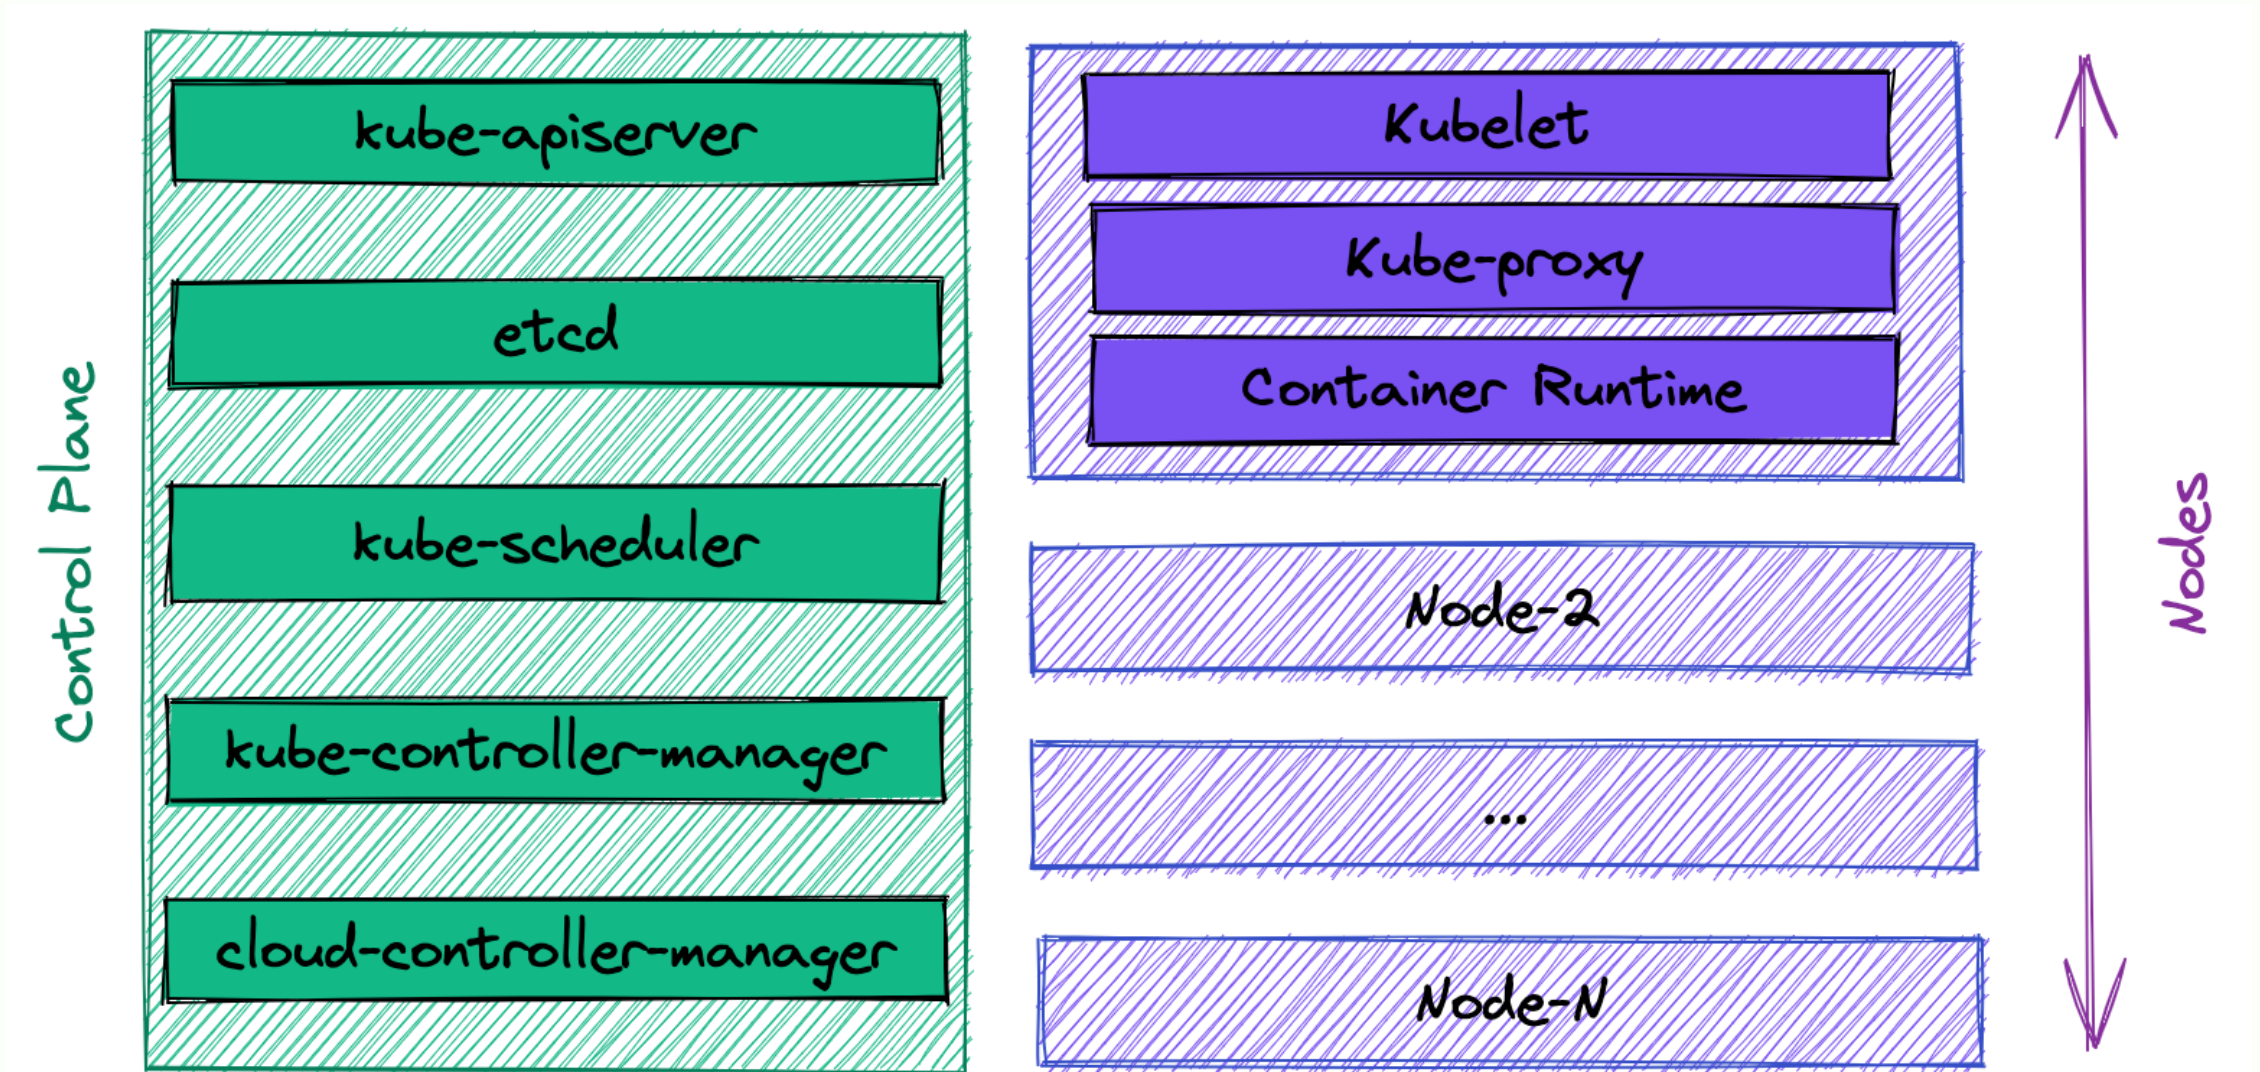 Control Plane
kube-apiserver
etcd
kube-scheduler
kube-controller-manager
cloud-controller-manager
Kubelet
Kube-proxy
Container Runtime
Node-2
...
Node-N
Nodes